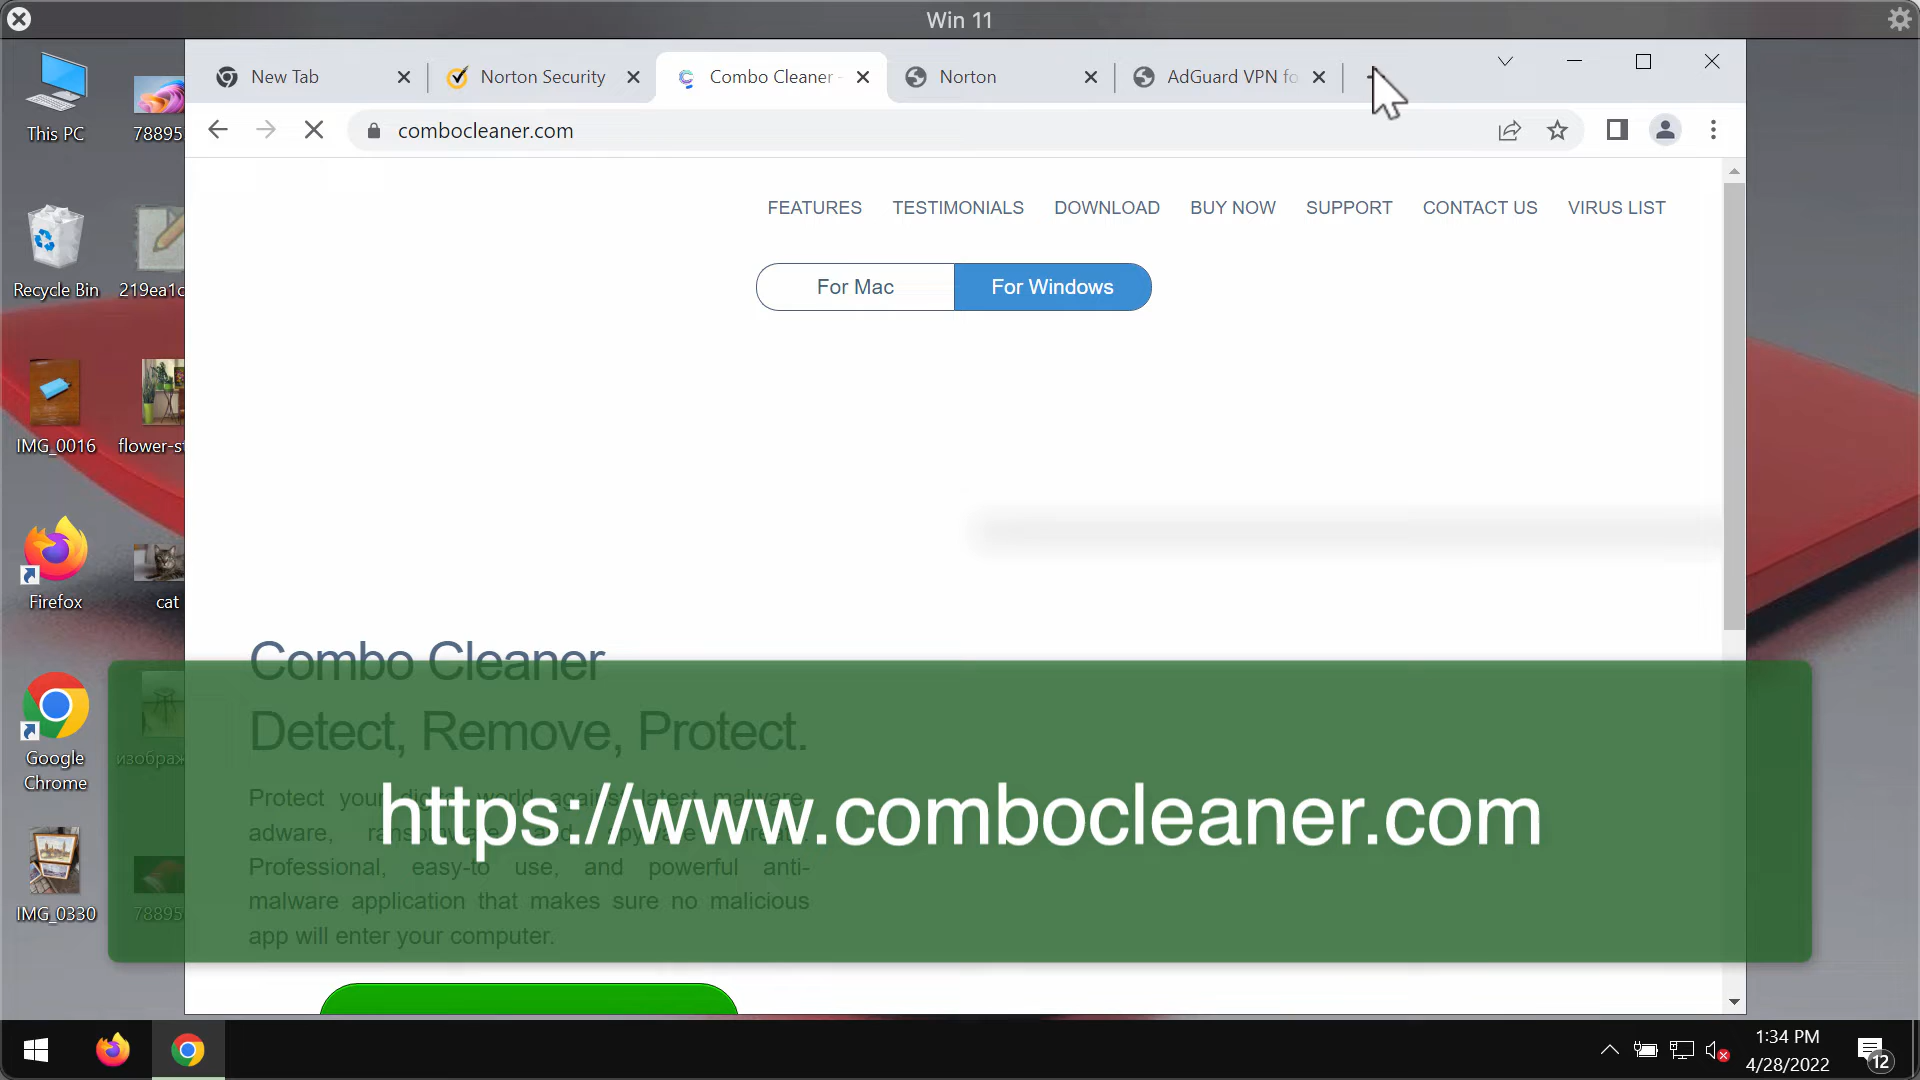 Win 11
New Tab
Norton Security
Combo Cleaner -
Norton
AdGuard VPN fo
combocleaner.com
FEATURES
TESTIMONIALS
DOWNLOAD
BUY NOW
SUPPORT
CONTACT US
VIRUS LIST
For Mac
For Windows
Combo Cleaner
Detect, Remove, Protect.
Protect your digital world against latest malware,
adware, ransomware and spyware threats.
Professional, easy-to use, and powerful anti-
malware application that makes sure no malicious
app will enter your computer.
https://www.combocleaner.com
This PC
78895
Recycle Bin
219ea1c
IMG_0016
flower-s
Firefox
cat
Google
Chrome
изображ
IMG_0330
78895
1:34 PM
4/28/2022
12